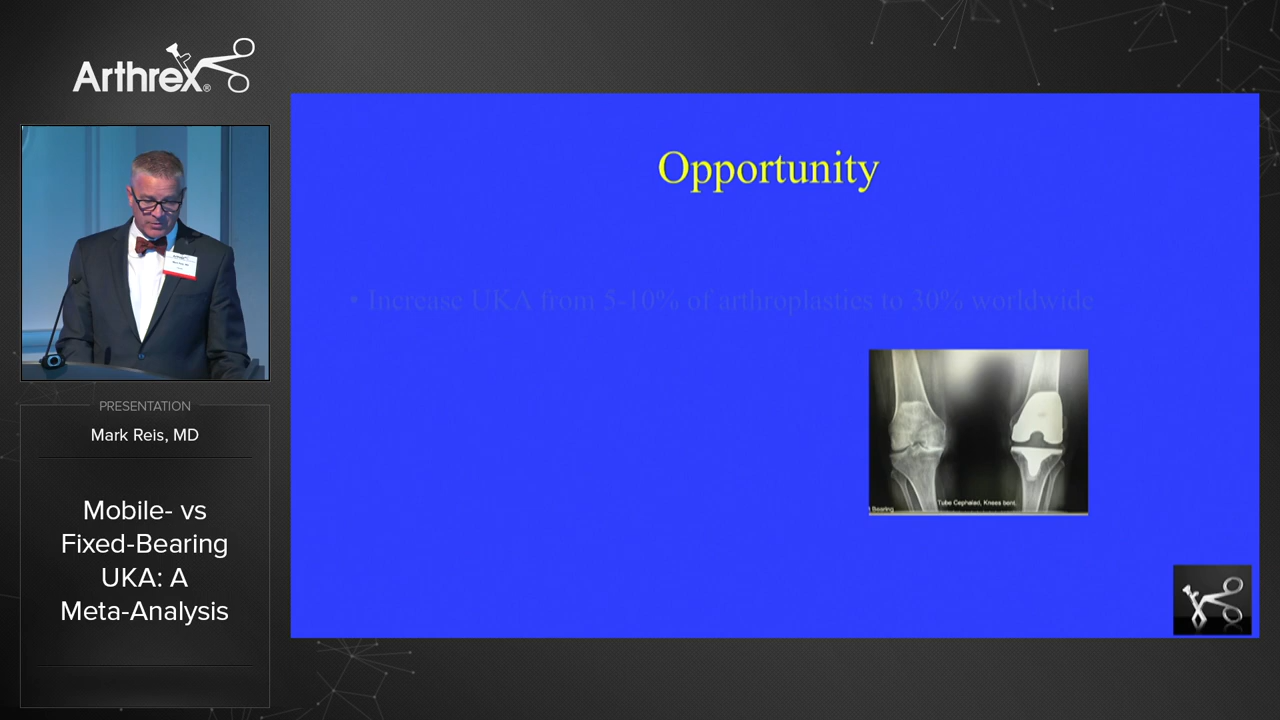 Arthrex®
PRESENTATION
Mark Reis, MD
Mobile- vs
Fixed-Bearing
UKA: A
Meta-Analysis
Opportunity
• Increase UKA from 5-10% of arthroplasties to 30% worldwide
Tube Cephalad, Knees bent.
Bearing